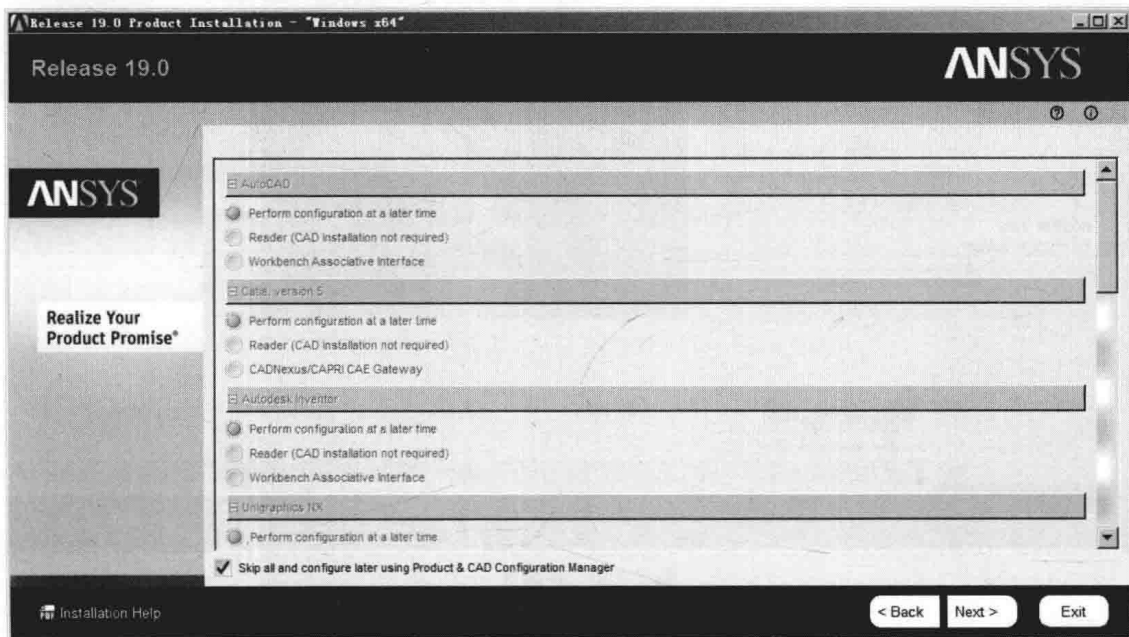 Release 19.0 Product Installation - "Windows x64"
Release 19.0
ANSYS
ANSYS
AutoCAD
Perform configuration at a later time
Reader (CAD installation not required)
Workbench Associative Interface
Catia, version 5
Perform configuration at a later time
Reader (CAD installation not required)
CADNexus/CAPRI CAE Gateway
Realize Your
Product Promise®
Autodesk Inventor
Perform configuration at a later time
Reader (CAD installation not required)
Workbench Associative Interface
Unigraphics NX
Perform configuration at a later time
Skip all and configure later using Product & CAD Configuration Manager
Installation Help
< Back
Next >
Exit